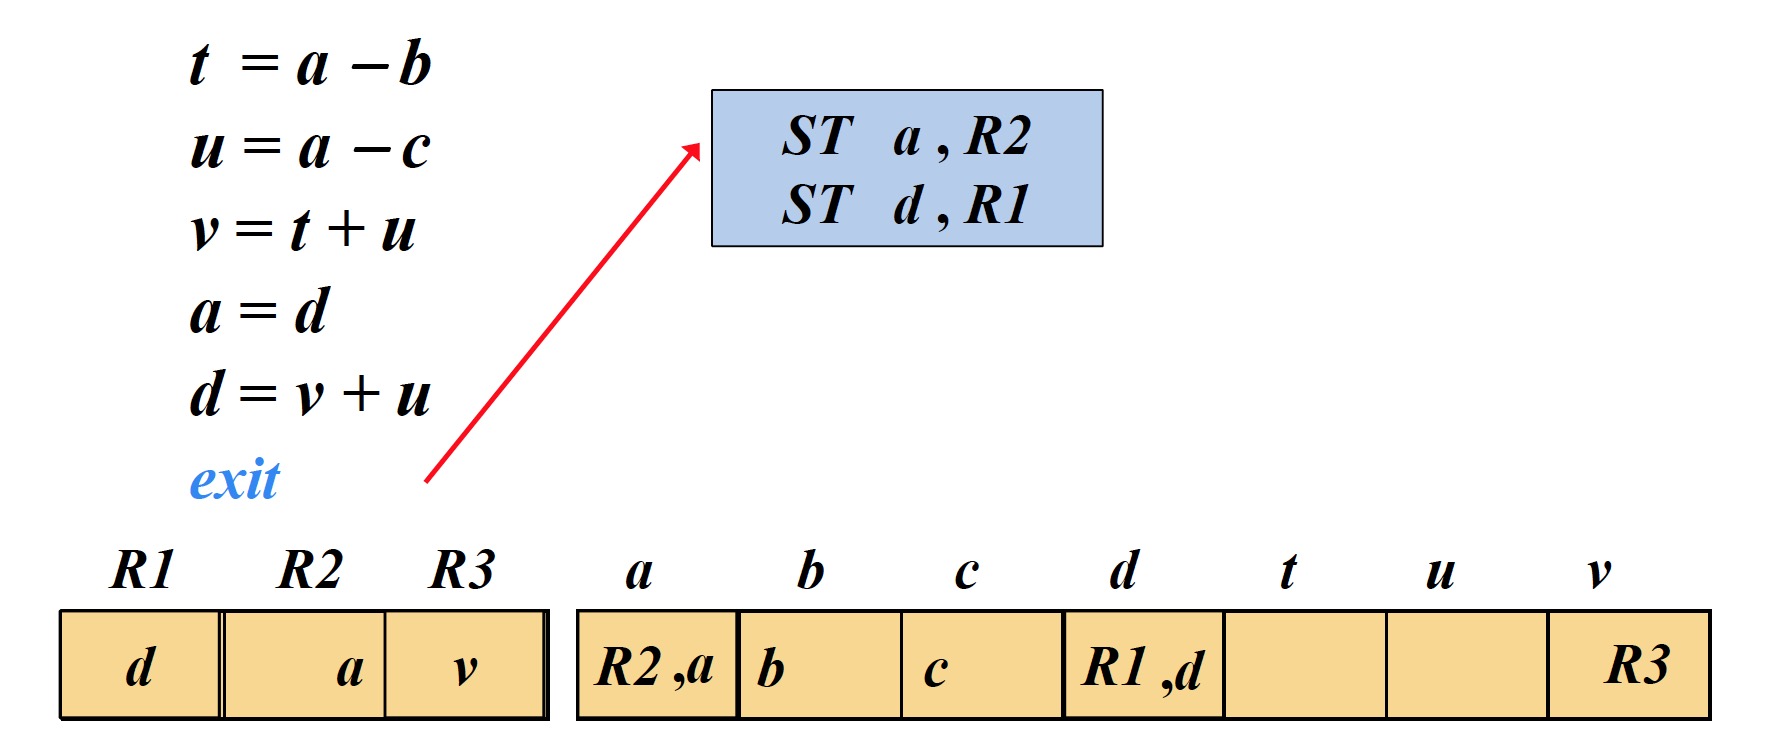 t = a – b
u = a – c
v = t + u
a = d
d = v + u
exit
ST a , R2
ST d , R1
R1 R2 R3 a b c d t u v
d a v R2 ,a b c R1 ,d R3